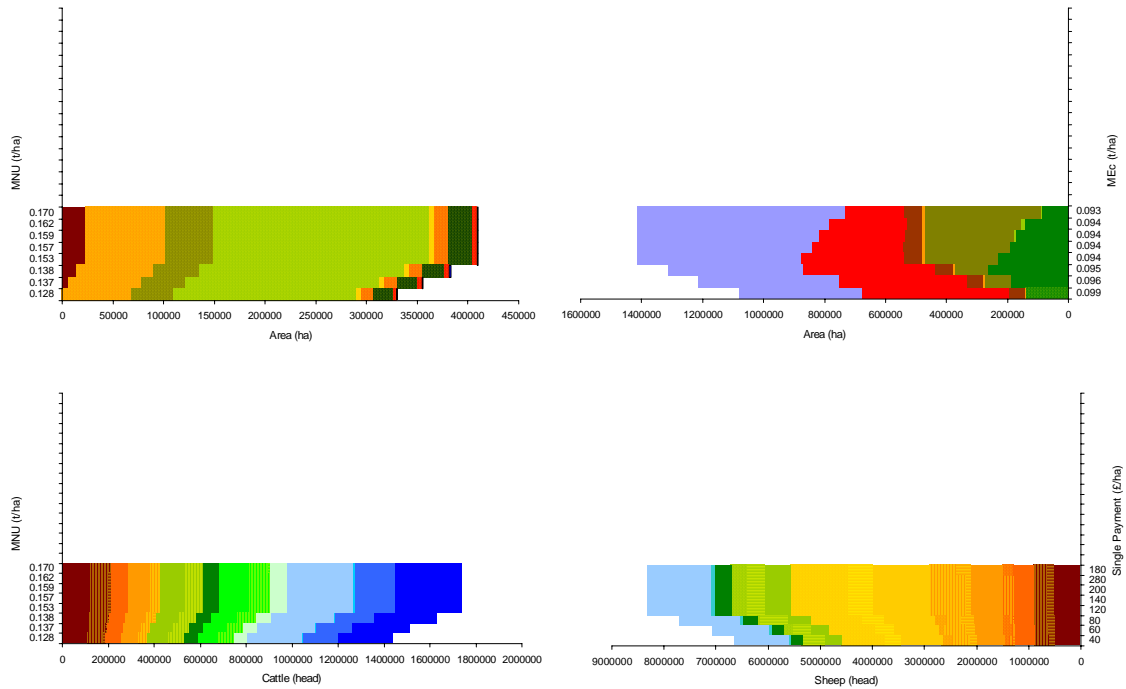 MNU (t/ha)
0.170
0.162
0.159
0.157
0.153
0.138
0.137
0.128
0 50000 100000 150000 200000 250000 300000 350000 400000 450000
Area (ha)
MEc (t/ha)
0.093
0.094
0.094
0.094
0.094
0.095
0.096
0.099
1600000 1400000 1200000 1000000 800000 600000 400000 200000 0
Area (ha)
MNU (t/ha)
0.170
0.162
0.159
0.157
0.153
0.138
0.137
0.128
0 200000 400000 600000 800000 1000000 1200000 1400000 1600000 1800000 2000000
Cattle (head)
Single Payment (£/ha)
180
280
200
140
120
80
60
40
9000000 8000000 7000000 6000000 5000000 4000000 3000000 2000000 1000000 0
Sheep (head)